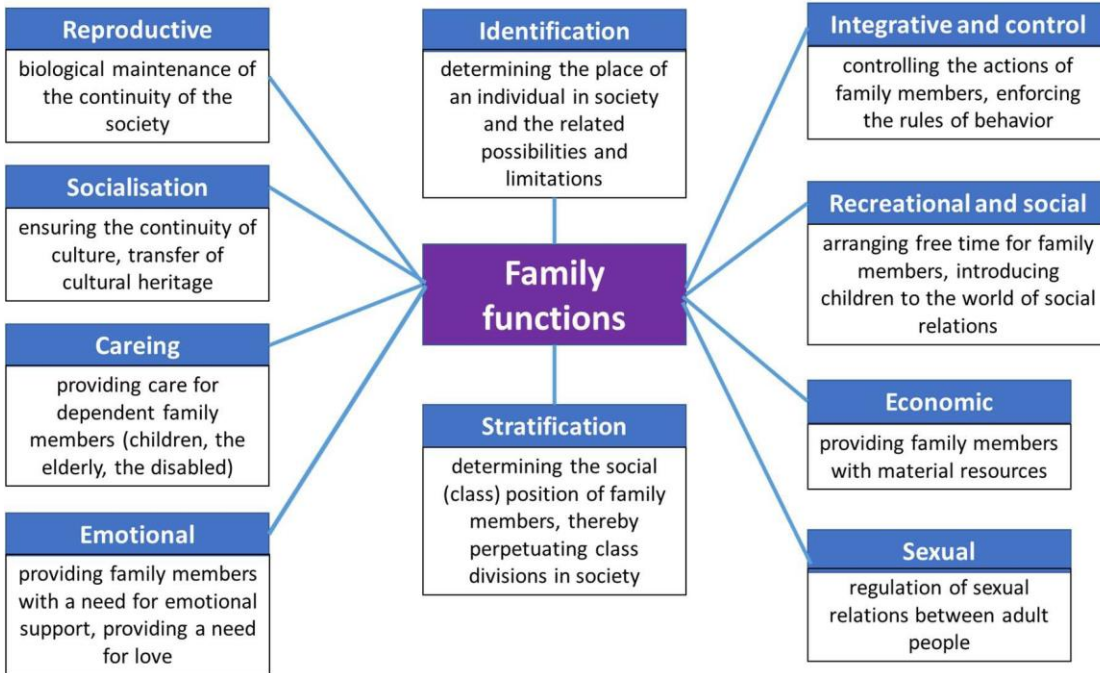 Reproductive
biological maintenance of
the continuity of the
society
Socialisation
ensuring the continuity of
culture, transfer of
cultural heritage
Careing
providing care for
dependent family
members (children, the
elderly, the disabled)
Emotional
providing family members
with a need for emotional
support, providing a need
for love
Identification
determining the place of
an individual in society
and the related
possibilities and
limitations
Family
functions
Stratification
determining the social
(class) position of family
members, thereby
perpetuating class
divisions in society
Integrative and control
controlling the actions of
family members, enforcing
the rules of behavior
Recreational and social
arranging free time for family
members, introducing
children to the world of social
relations
Economic
providing family members
with material resources
Sexual
regulation of sexual
relations between adult
people